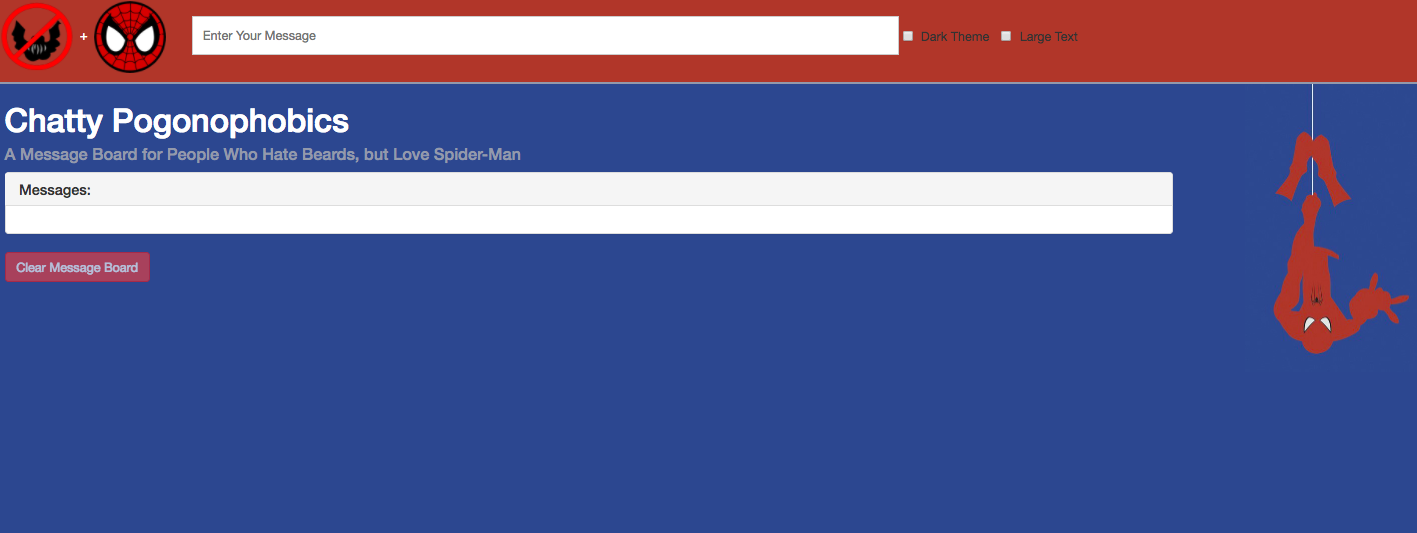 +
Enter Your Message
Dark Theme
Large Text
Chatty Pogonophobics
A Message Board for People Who Hate Beards, but Love Spider-Man
Messages:
Clear Message Board